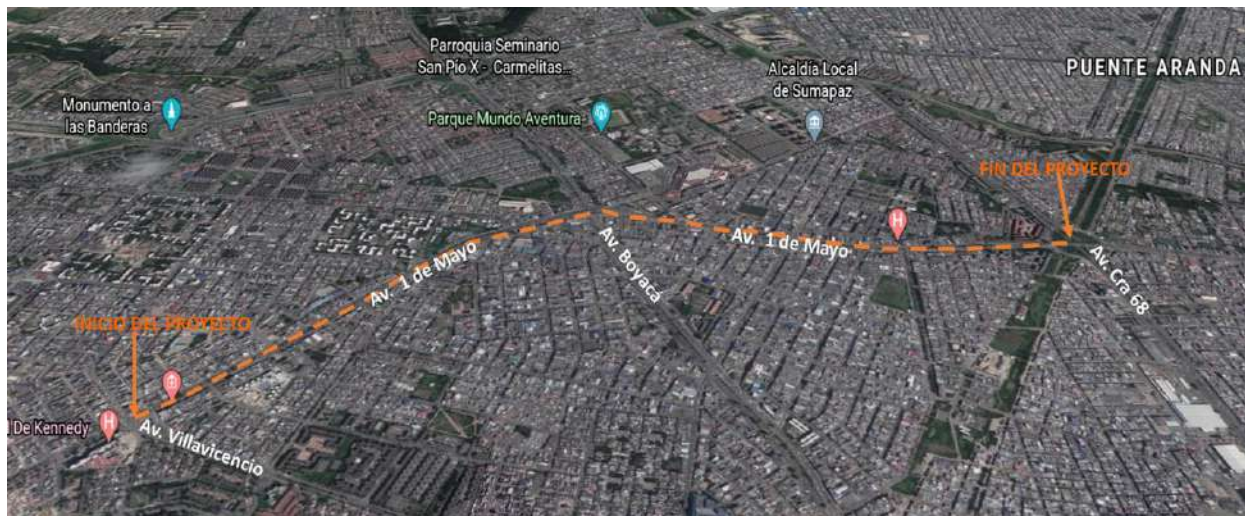 Parroquia Seminario
San Pío X - Carmelitas...
Alcaldía Local
de Sumapaz
PUENTE ARANDA
Monumento a
las Banderas
Parque Mundo Aventura
FIN DEL PROYECTO
Av. 1 de Mayo
Av. 1 de Mayo
Av. Boyacá
Av. Cra 68
INICIO DEL PROYECTO
H
H
l De Kennedy
Av. Villavicencio